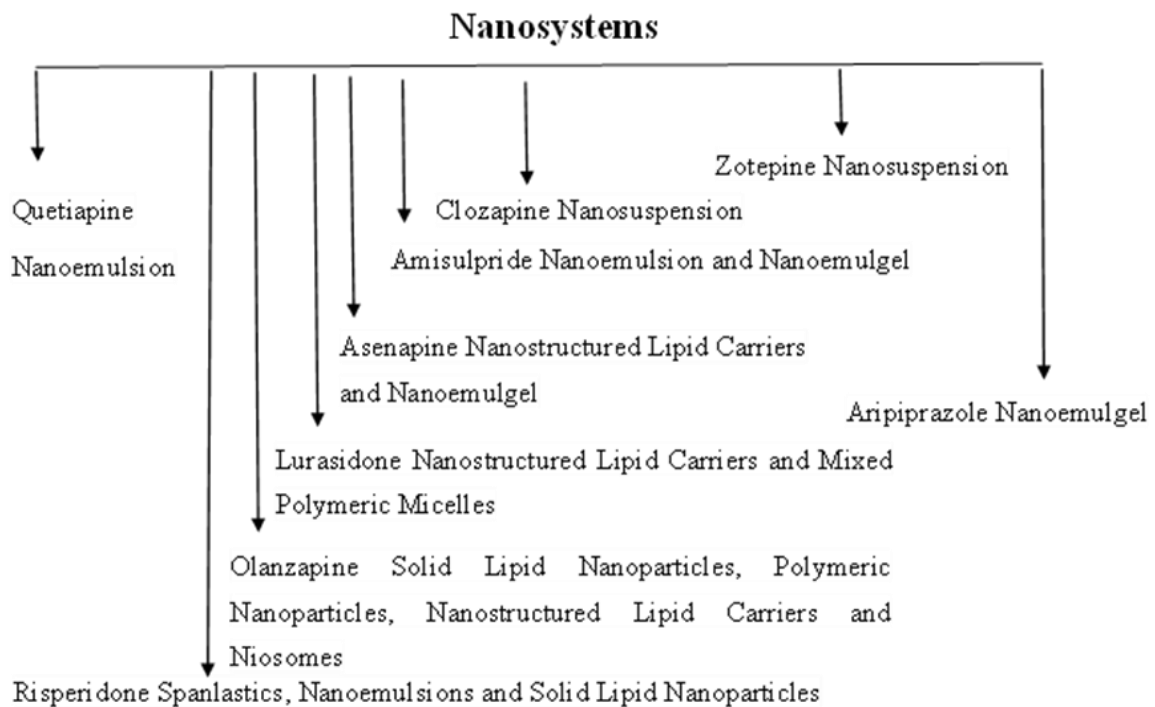 Nanosystems
Zotepine Nanosuspension
Quetiapine
Nanoemulsion
Clozapine Nanosuspension
Amisulpride Nanoemulsion and Nanoemulgel
Asenapine Nanostructured Lipid Carriers
and Nanoemulgel
Aripiprazole Nanoemulgel
Lurasidone Nanostructured Lipid Carriers and Mixed
Polymeric Micelles
Olanzapine Solid Lipid Nanoparticles, Polymeric
Nanoparticles, Nanostructured Lipid Carriers and
Niosomes
Risperidone Spanlastics, Nanoemulsions and Solid Lipid Nanoparticles